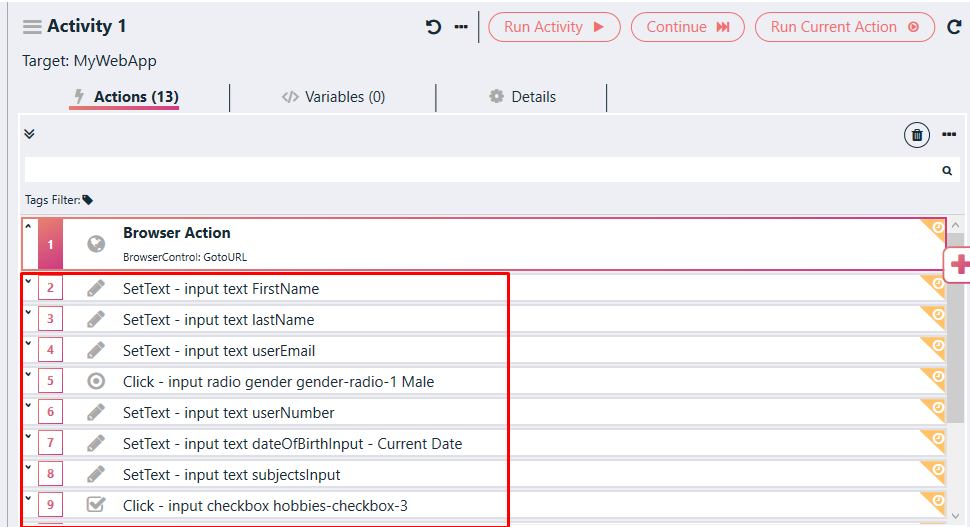 Activity 1
Run Activity
Continue
Run Current Action
Target: MyWebApp
Actions (13)
Variables (0)
Details
Tags Filter:
1
Browser Action
BrowserControl: GotoURL
2 SetText - input text FirstName
3 SetText - input text lastName
4 SetText - input text userEmail
5 Click - input radio gender gender-radio-1 Male
6 SetText - input text userNumber
7 SetText - input text dateOfBirthInput - Current Date
8 SetText - input text subjectsInput
9 Click - input checkbox hobbies-checkbox-3